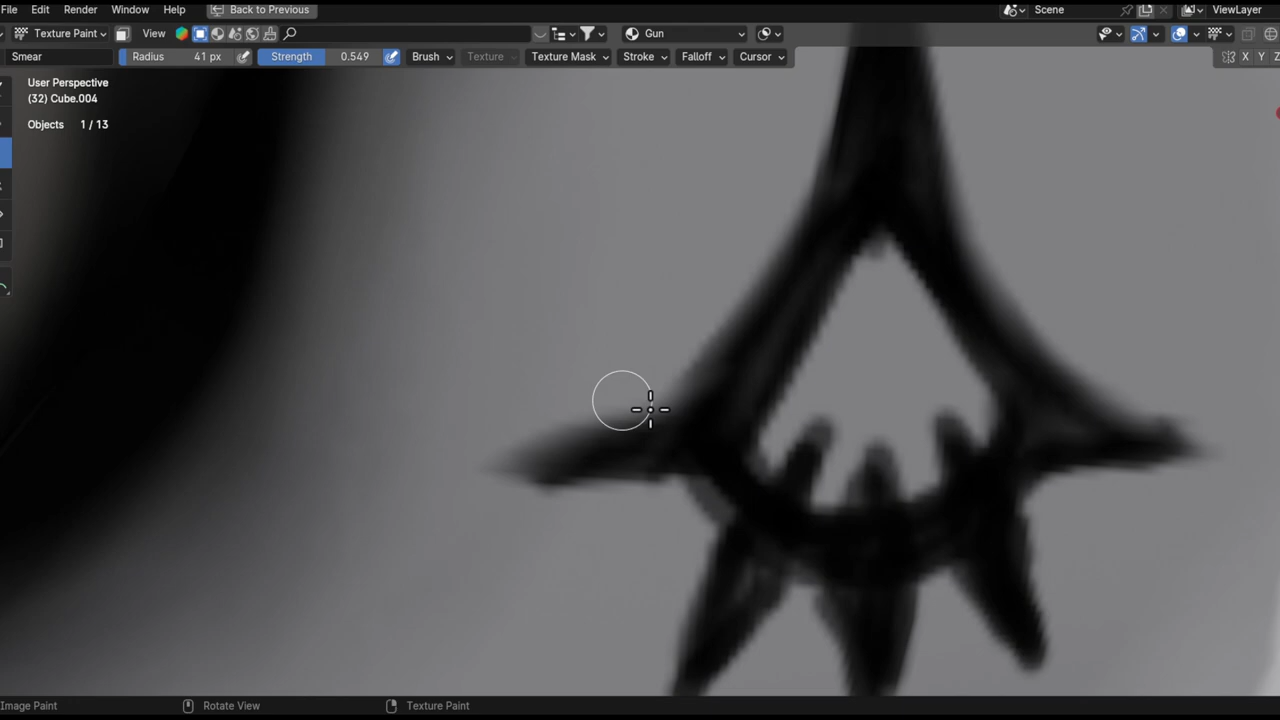 File Edit Render Window Help Back to Previous Scene ViewLayer
Texture Paint View Gun
Smear Radius 41 px Strength 0.549 Brush Texture Texture Mask Stroke Falloff Cursor X Y Z
User Perspective
(32) Cube.004
Objects 1 / 13
Image Paint Rotate View Texture Paint